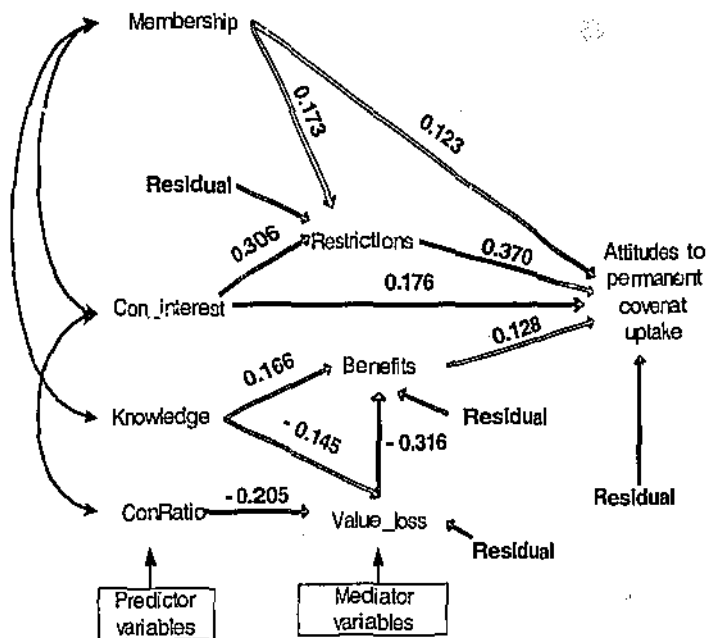 Membership
0.173
0.123
Residual
0.306
Restrictions
0.370
Attitudes to
permanent
covenat
uptake
Con_interest
0.176
0.128
0.166
Benefits
Knowledge
- 0.145
- 0.316
Residual
Residual
ConRatio
- 0.205
Value_loss
Residual
Predictor
variables
Mediator
variables